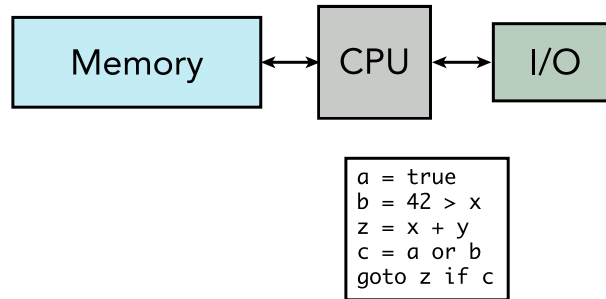 Memory CPU I/O
a = true
b = 42 > x
z = x + y
c = a or b
goto z if c